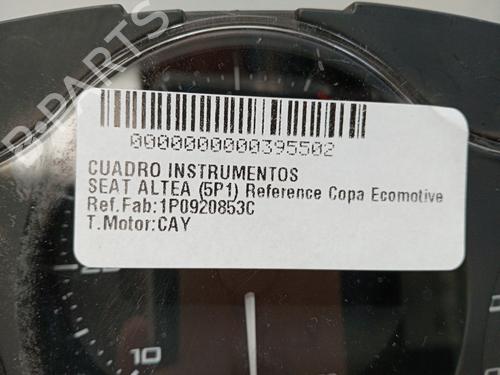 B-PARTS
0000000000395502
CUADRO INSTRUMENTOS
SEAT ALTEA (5P1) Reference Copa Ecomotive
Ref.Fab:1P0920853C
T.Motor:CAY
10